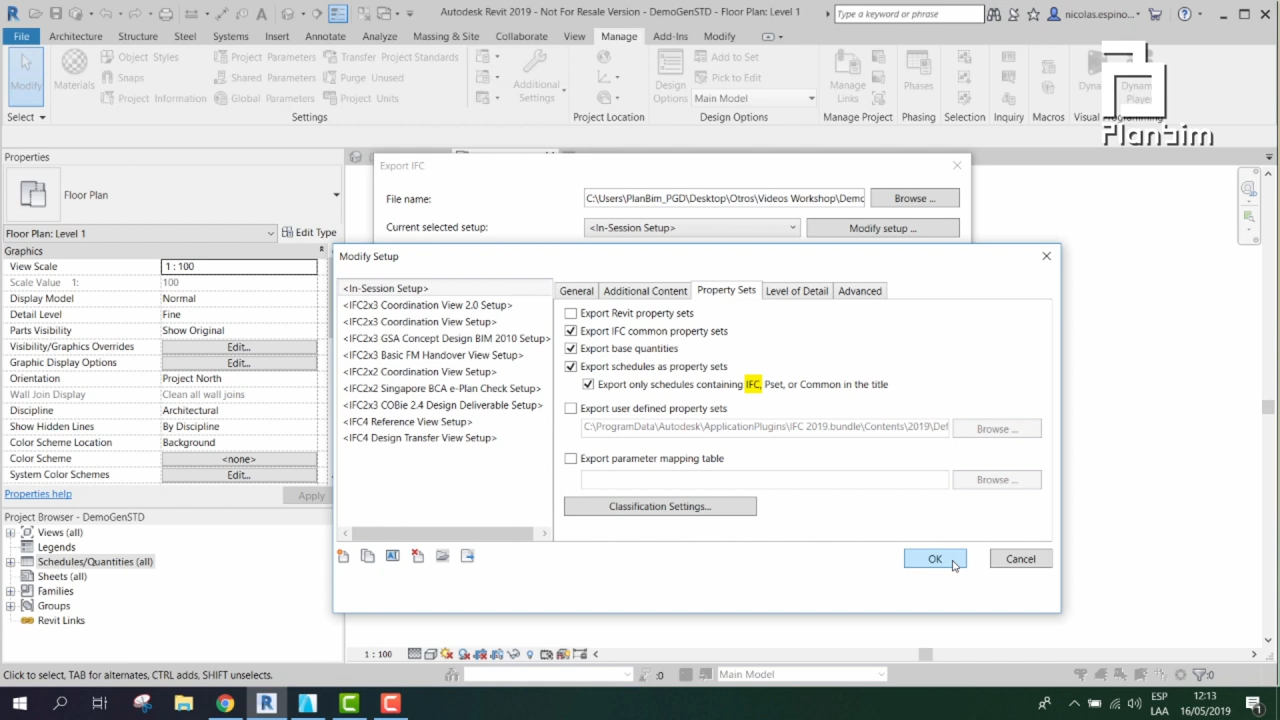 Autodesk Revit 2019 - Not For Resale Version - DemoGenSTD - Floor Plan: Level 1
Type a keyword or phrase
nicolas.espino...
File
Architecture
Structure
Steel
Systems
Insert
Annotate
Analyze
Massing & Site
Collaborate
View
Manage
Add-Ins
Modify
Modify
Materials
Object Styles
Snaps
Project Information
Project Parameters
Shared Parameters
Global Parameters
Transfer Project Standards
Purge Unused
Project Units
Additional
Settings
Design
Options
Add to Set
Pick to Edit
Main Model
Manage
Links
Phases
Dynam
Player
Select
Settings
Project Location
Design Options
Manage Project
Phasing
Selection
Inquiry
Macros
Visual Programming
Planbim
Properties
Floor Plan
Floor Plan: Level 1
Edit Type
Graphics
View Scale
1 : 100
Scale Value 1:
100
Display Model
Normal
Detail Level
Fine
Parts Visibility
Show Original
Visibility/Graphics Overrides
Edit...
Graphic Display Options
Edit...
Orientation
Project North
Wall Join Display
Clean all wall joins
Discipline
Architectural
Show Hidden Lines
By Discipline
Color Scheme Location
Background
Color Scheme
<none>
System Color Schemes
Edit...
Properties help
Apply
Project Browser - DemoGenSTD
Views (all)
Legends
Schedules/Quantities (all)
Sheets (all)
Families
Groups
Revit Links
Export IFC
File name:
C:\Users\PlanBim_PGD\Desktop\Otros\Videos Workshop\Demo
Browse ...
Current selected setup:
<In-Session Setup>
Modify setup ...
Modify Setup
<In-Session Setup>
<IFC2x3 Coordination View 2.0 Setup>
<IFC2x3 Coordination View Setup>
<IFC2x3 GSA Concept Design BIM 2010 Setup>
<IFC2x3 Basic FM Handover View Setup>
<IFC2x2 Coordination View Setup>
<IFC2x2 Singapore BCA e-Plan Check Setup>
<IFC2x3 COBie 2.4 Design Deliverable Setup>
<IFC4 Reference View Setup>
<IFC4 Design Transfer View Setup>
General
Additional Content
Property Sets
Level of Detail
Advanced
Export Revit property sets
Export IFC common property sets
Export base quantities
Export schedules as property sets
Export only schedules containing IFC, Pset, or Common in the title
Export user defined property sets
C:\ProgramData\Autodesk\ApplicationPlugins\IFC 2019.bundle\Contents\2019\Def
Browse ...
Export parameter mapping table
Browse ...
Classification Settings...
OK
Cancel
1 : 100
Click to select, TAB for alternates, CTRL adds, SHIFT unselects.
:0
Main Model
:0
ESP
LAA
12:13
16/05/2019
1